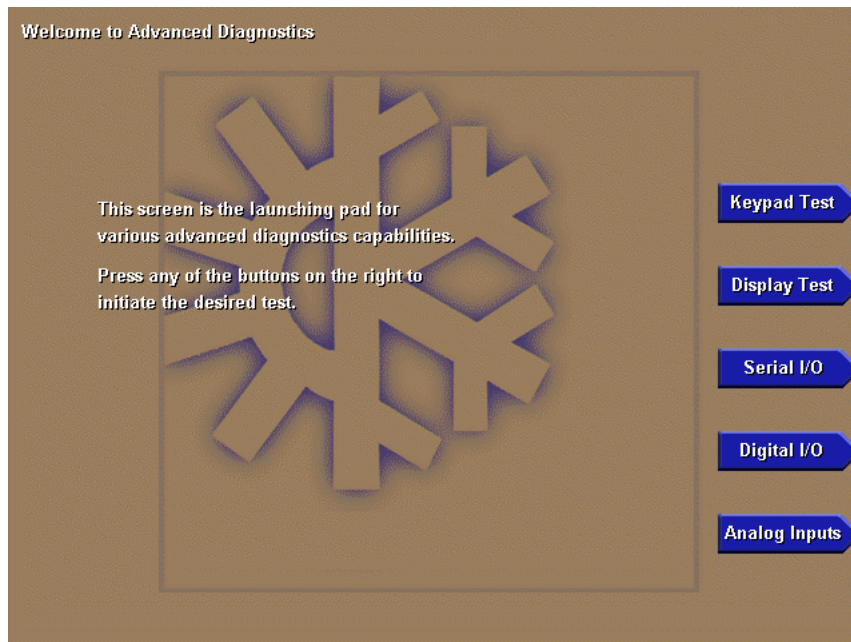 Welcome to Advanced Diagnostics
This screen is the launching pad for
various advanced diagnostics capabilities.
Press any of the buttons on the right to
initiate the desired test.
Keypad Test
Display Test
Serial I/O
Digital I/O
Analog Inputs